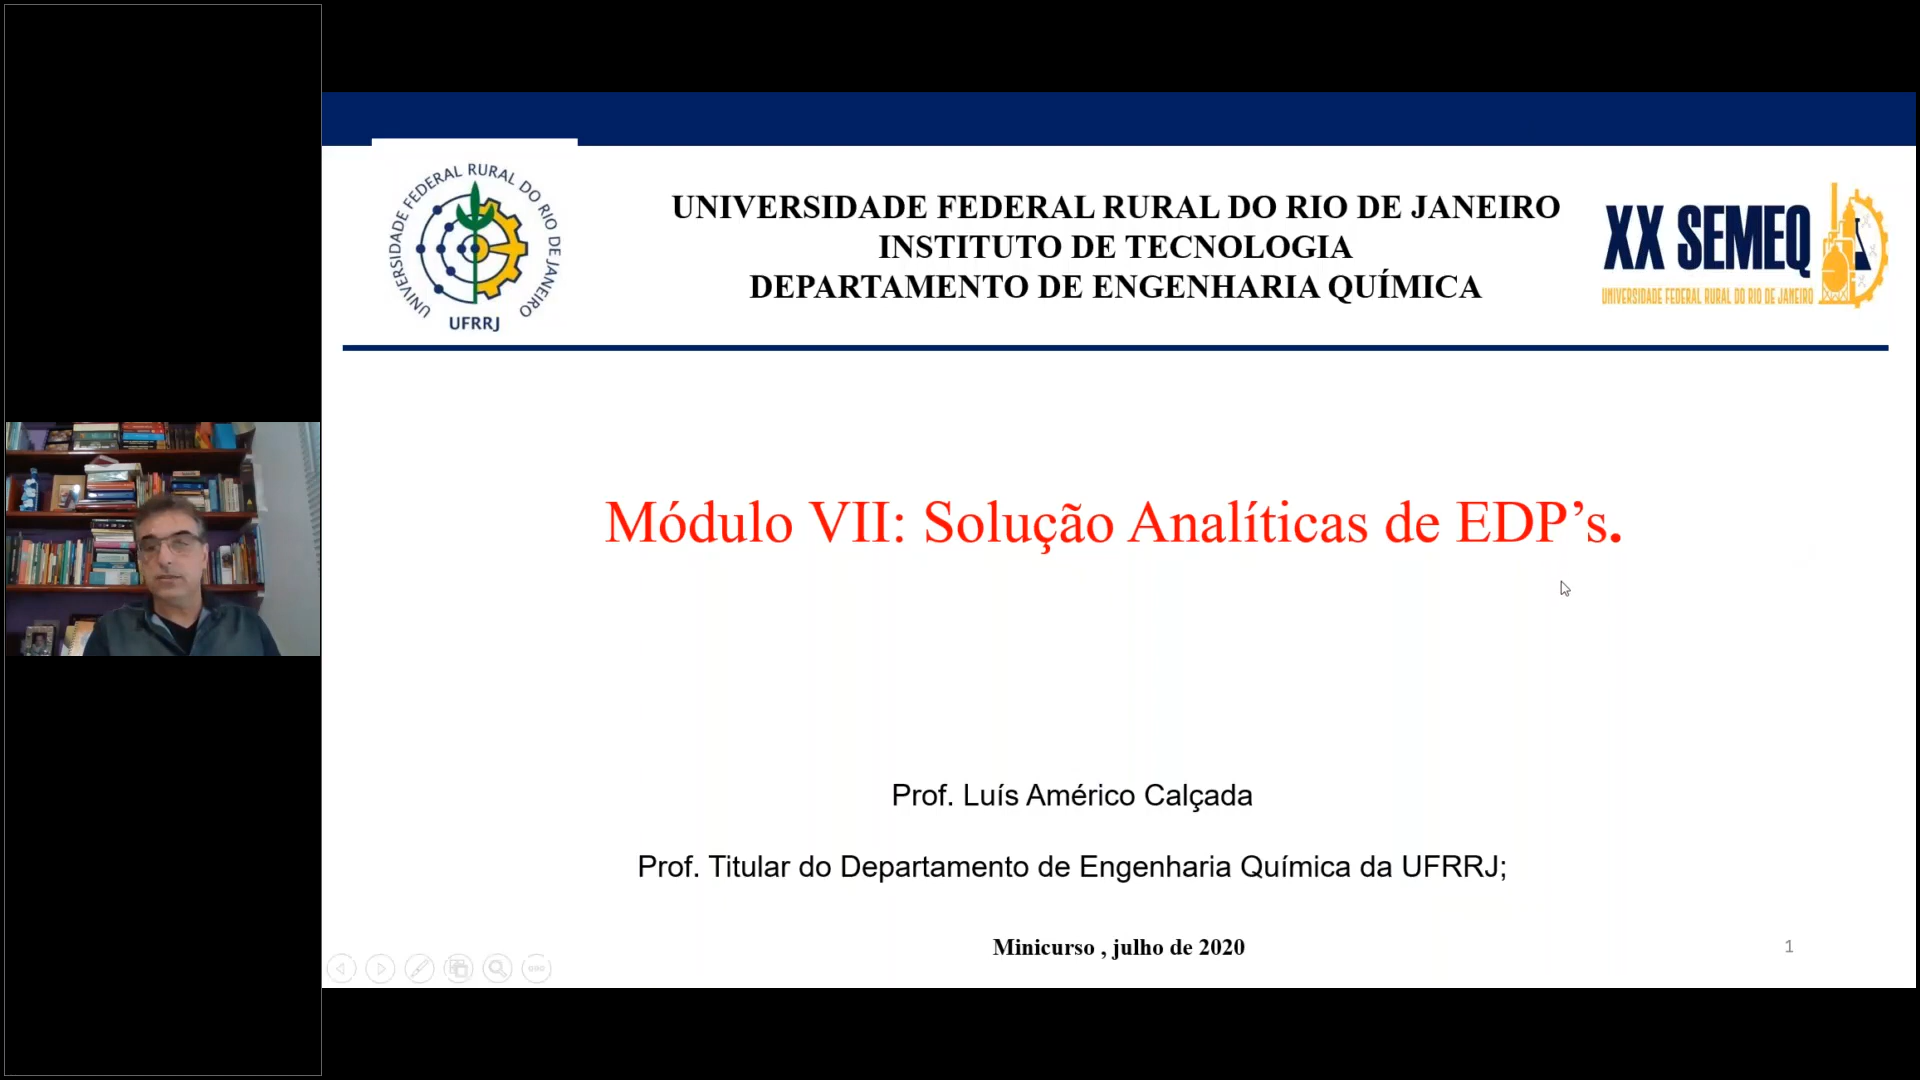 UNIVERSIDADE FEDERAL RURAL DO RIO DE JANEIRO
UFRRJ
UNIVERSIDADE FEDERAL RURAL DO RIO DE JANEIRO
INSTITUTO DE TECNOLOGIA
DEPARTAMENTO DE ENGENHARIA QUÍMICA
XX SEMEQ
UNIVERSIDADE FEDERAL RURAL DO RIO DE JANEIRO
Módulo VII: Solução Analíticas de EDP’s.
Prof. Luís Américo Calçada
Prof. Titular do Departamento de Engenharia Química da UFRRJ;
Minicurso , julho de 2020
1